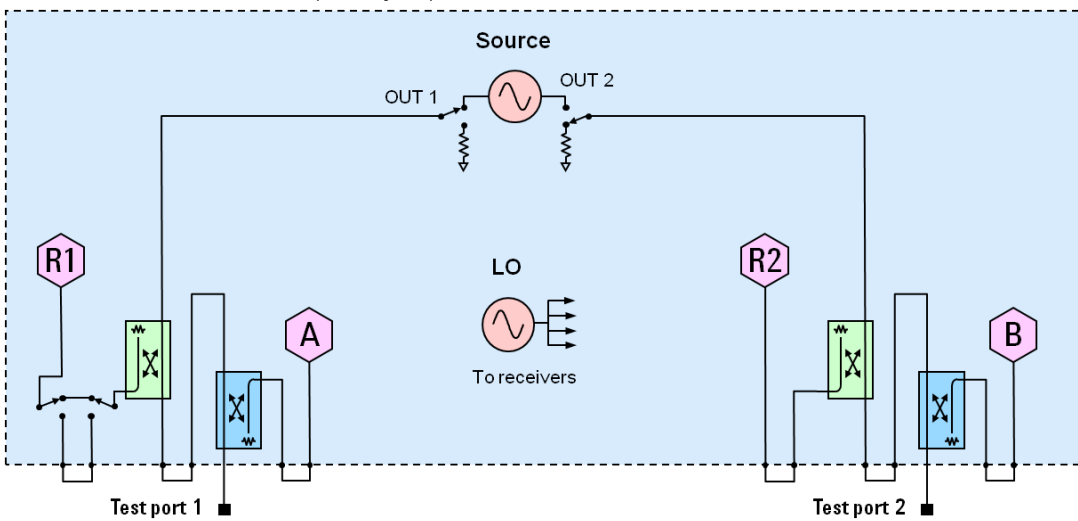 Source
OUT 1
OUT 2
R1
LO
R2
A
B
To receivers
Test port 1
Test port 2